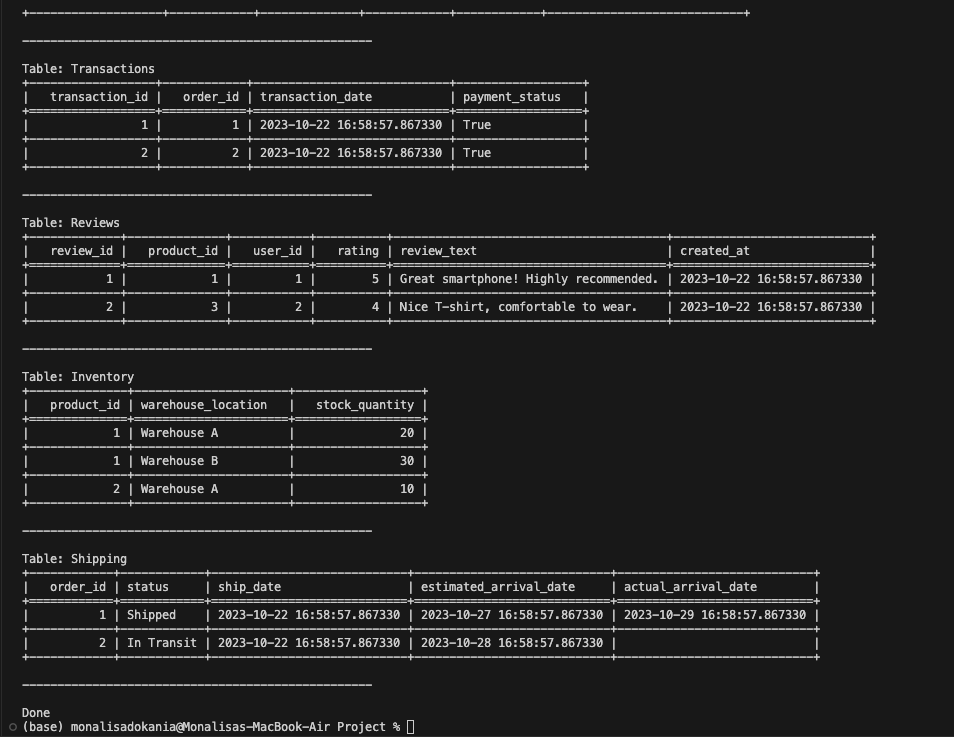 Table: Transactions
| transaction_id | order_id | transaction_date | payment_status |
| 1 | 1 | 2023-10-22 16:58:57.867330 | True |
| 2 | 2 | 2023-10-22 16:58:57.867330 | True |
Table: Reviews
| review_id | product_id | user_id | rating | review_text | created_at |
| 1 | 1 | 1 | 5 | Great smartphone! Highly recommended. | 2023-10-22 16:58:57.867330 |
| 2 | 3 | 2 | 4 | Nice T-shirt, comfortable to wear. | 2023-10-22 16:58:57.867330 |
Table: Inventory
| product_id | warehouse_location | stock_quantity |
| 1 | Warehouse A | 20 |
| 1 | Warehouse B | 30 |
| 2 | Warehouse A | 10 |
Table: Shipping
| order_id | status | ship_date | estimated_arrival_date | actual_arrival_date |
| 1 | Shipped | 2023-10-22 16:58:57.867330 | 2023-10-27 16:58:57.867330 | 2023-10-29 16:58:57.867330 |
| 2 | In Transit | 2023-10-22 16:58:57.867330 | 2023-10-28 16:58:57.867330 | |
Done
(base) monalisadokania@Monalisas-MacBook-Air Project %